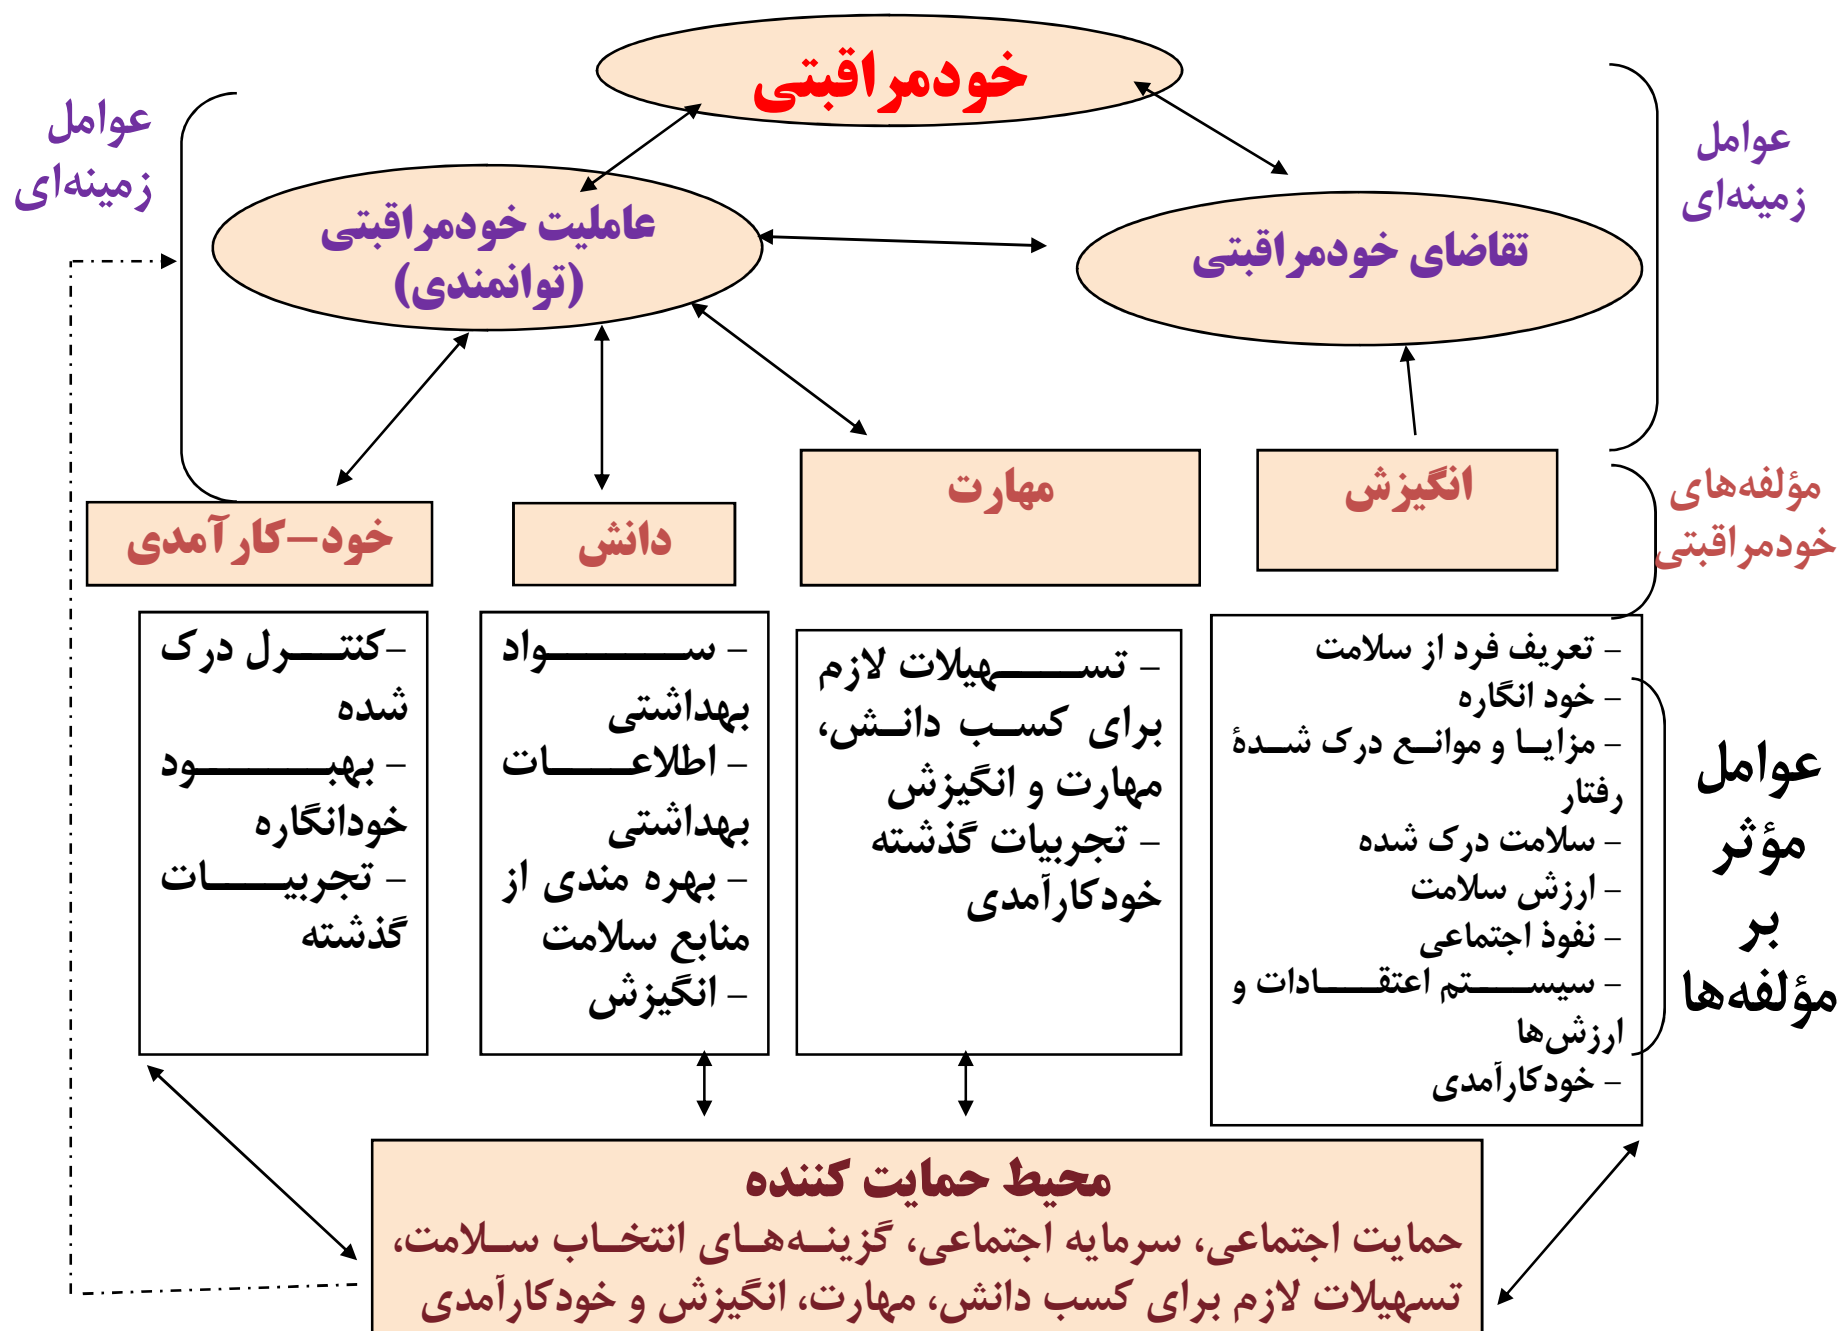 خودمراقبتی
عوامل
زمینه‌ای
عوامل
زمینه‌ای
تقاضای خودمراقبتی
عاملیت خودمراقبتی
(توانمندی)
مؤلفه‌های
خودمراقبتی
انگیزش
مهارت
دانش
خود-کارآمدی
- تعریف فرد از سلامت
- خود انگاره
- مزایا و موانع درک شدۀ
رفتار
- سلامت درک شده
- ارزش سلامت
- نفوذ اجتماعی
- سیستم اعتقادات و
ارزش‌ها
- خودکارآمدی
- تسهیلات لازم
برای کسب دانش،
مهارت و انگیزش
- تجربیات گذشته
خودکارآمدی
- سواد
بهداشتی
- اطلاعات
بهداشتی
- بهره مندی از
منابع سلامت
- انگیزش
-کنترل درک
شده
- بهبود
خودانگاره
- تجربیات
گذشته
عوامل
مؤثر
بر
مؤلفه‌ها
محیط حمایت کننده
حمایت اجتماعی، سرمایه اجتماعی، گزینه‌های انتخاب سلامت،
تسهیلات لازم برای کسب دانش، مهارت، انگیزش و خودکارآمدی